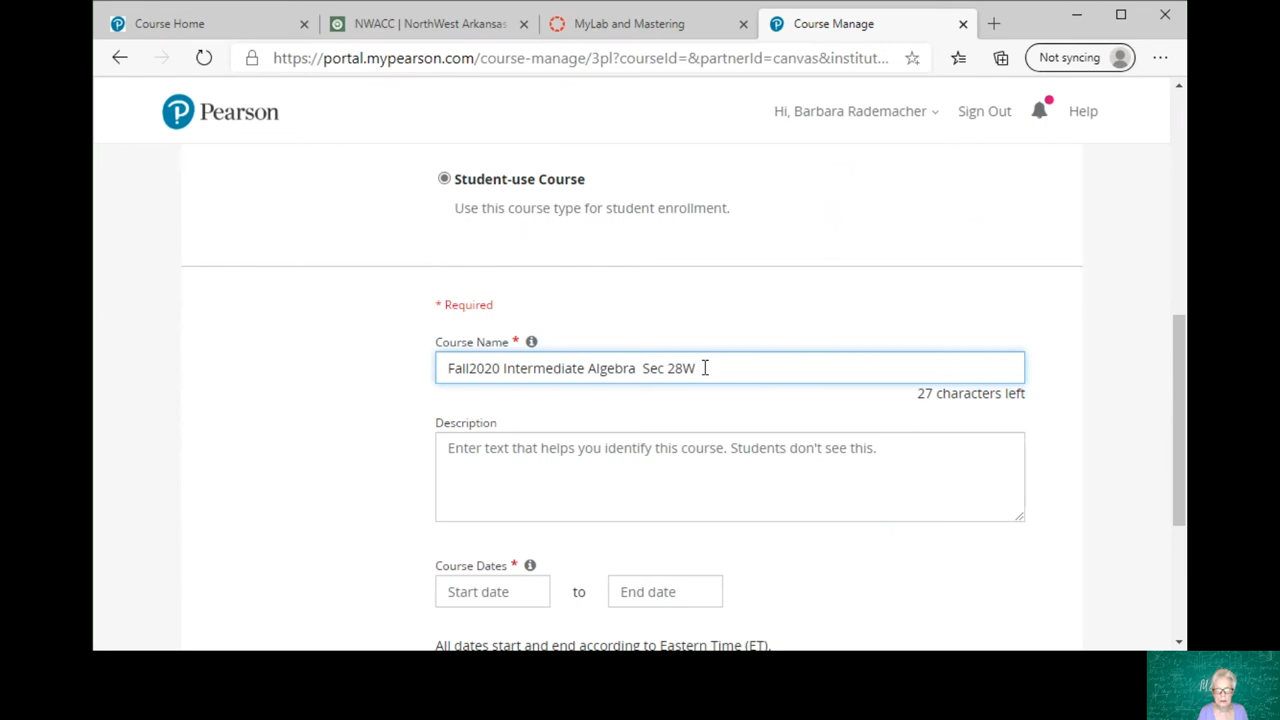 Course Home
NWACC | NorthWest Arkansas
MyLab and Mastering
Course Manage
https://portal.mypearson.com/course-manage/3pl?courseId=&partnerId=canvas&institut...
Not syncing
Pearson
Hi, Barbara Rademacher
Sign Out
Help
Student-use Course
Use this course type for student enrollment.
* Required
Course Name *
Fall2020 Intermediate Algebra  Sec 28W
27 characters left
Description
Enter text that helps you identify this course. Students don't see this.
Course Dates *
Start date to End date
All dates start and end according to Eastern Time (ET).